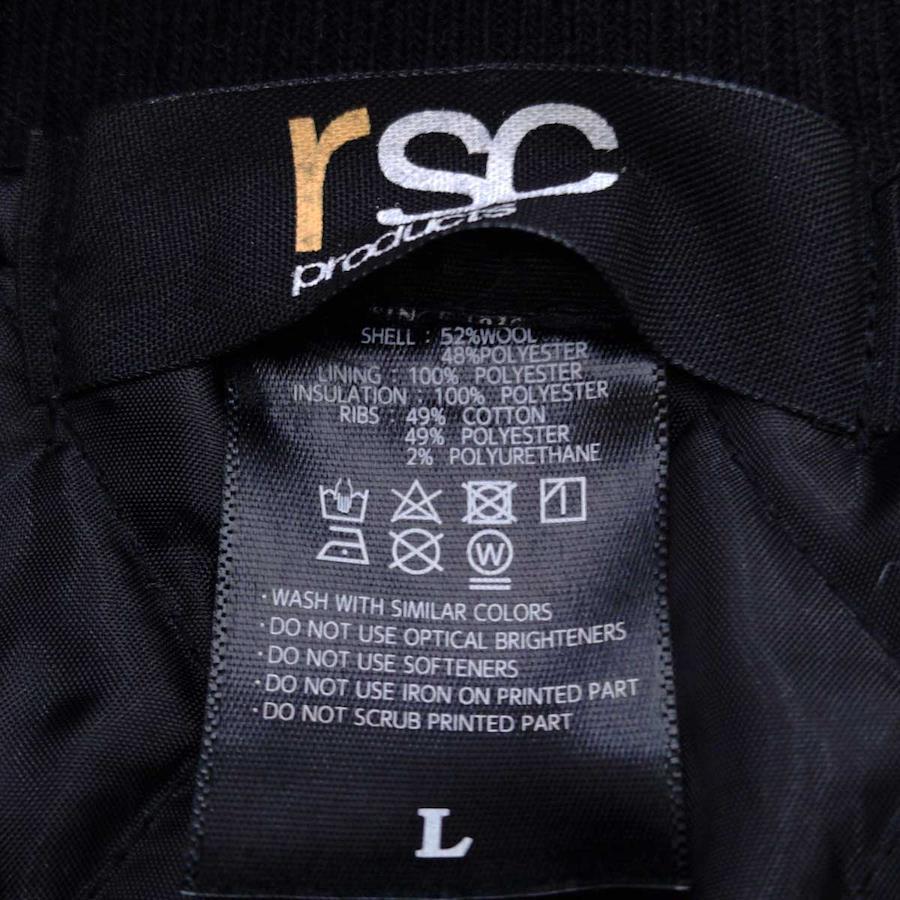 rsc
products
SHELL : 52%WOOL
48%POLYESTER
LINING : 100% POLYESTER
INSULATION : 100% POLYESTER
RIBS : 49% COTTON
49% POLYESTER
2% POLYURETHANE
W
· WASH WITH SIMILAR COLORS
· DO NOT USE OPTICAL BRIGHTENERS
· DO NOT USE SOFTENERS
· DO NOT USE IRON ON PRINTED PART
· DO NOT SCRUB PRINTED PART
L